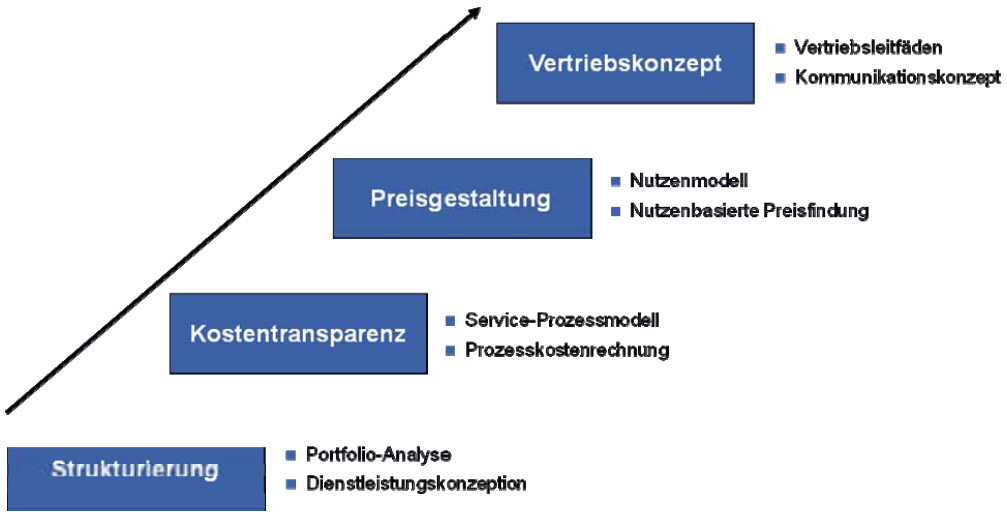 Vertriebskonzept
Vertriebsleitfäden
Kommunikationskonzept
Preisgestaltung
Nutzenmodell
Nutzenbasierte Preisfindung
Kostentransparenz
Service-Prozessmodell
Prozesskostenrechnung
Strukturierung
Portfolio-Analyse
Dienstleistungskonzeption